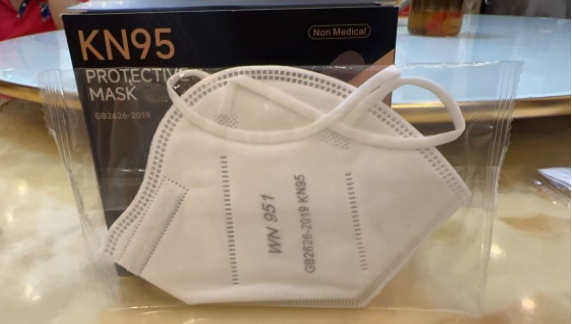 KN95
Non Medical
PROTECTIVE
MASK
GB2626-2019
WN 951
GB2626-2019 KN95